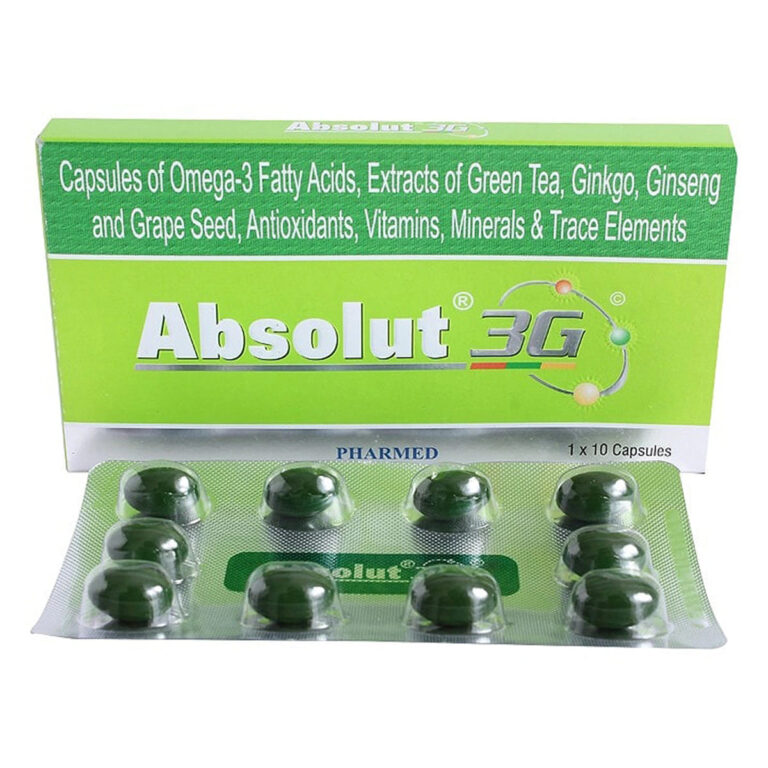 Absolut 3G
Capsules of Omega-3 Fatty Acids, Extracts of Green Tea, Ginkgo, Ginseng
and Grape Seed, Antioxidants, Vitamins, Minerals & Trace Elements
Absolut® 3G ©
PHARMED
1 x 10 Capsules
solut®